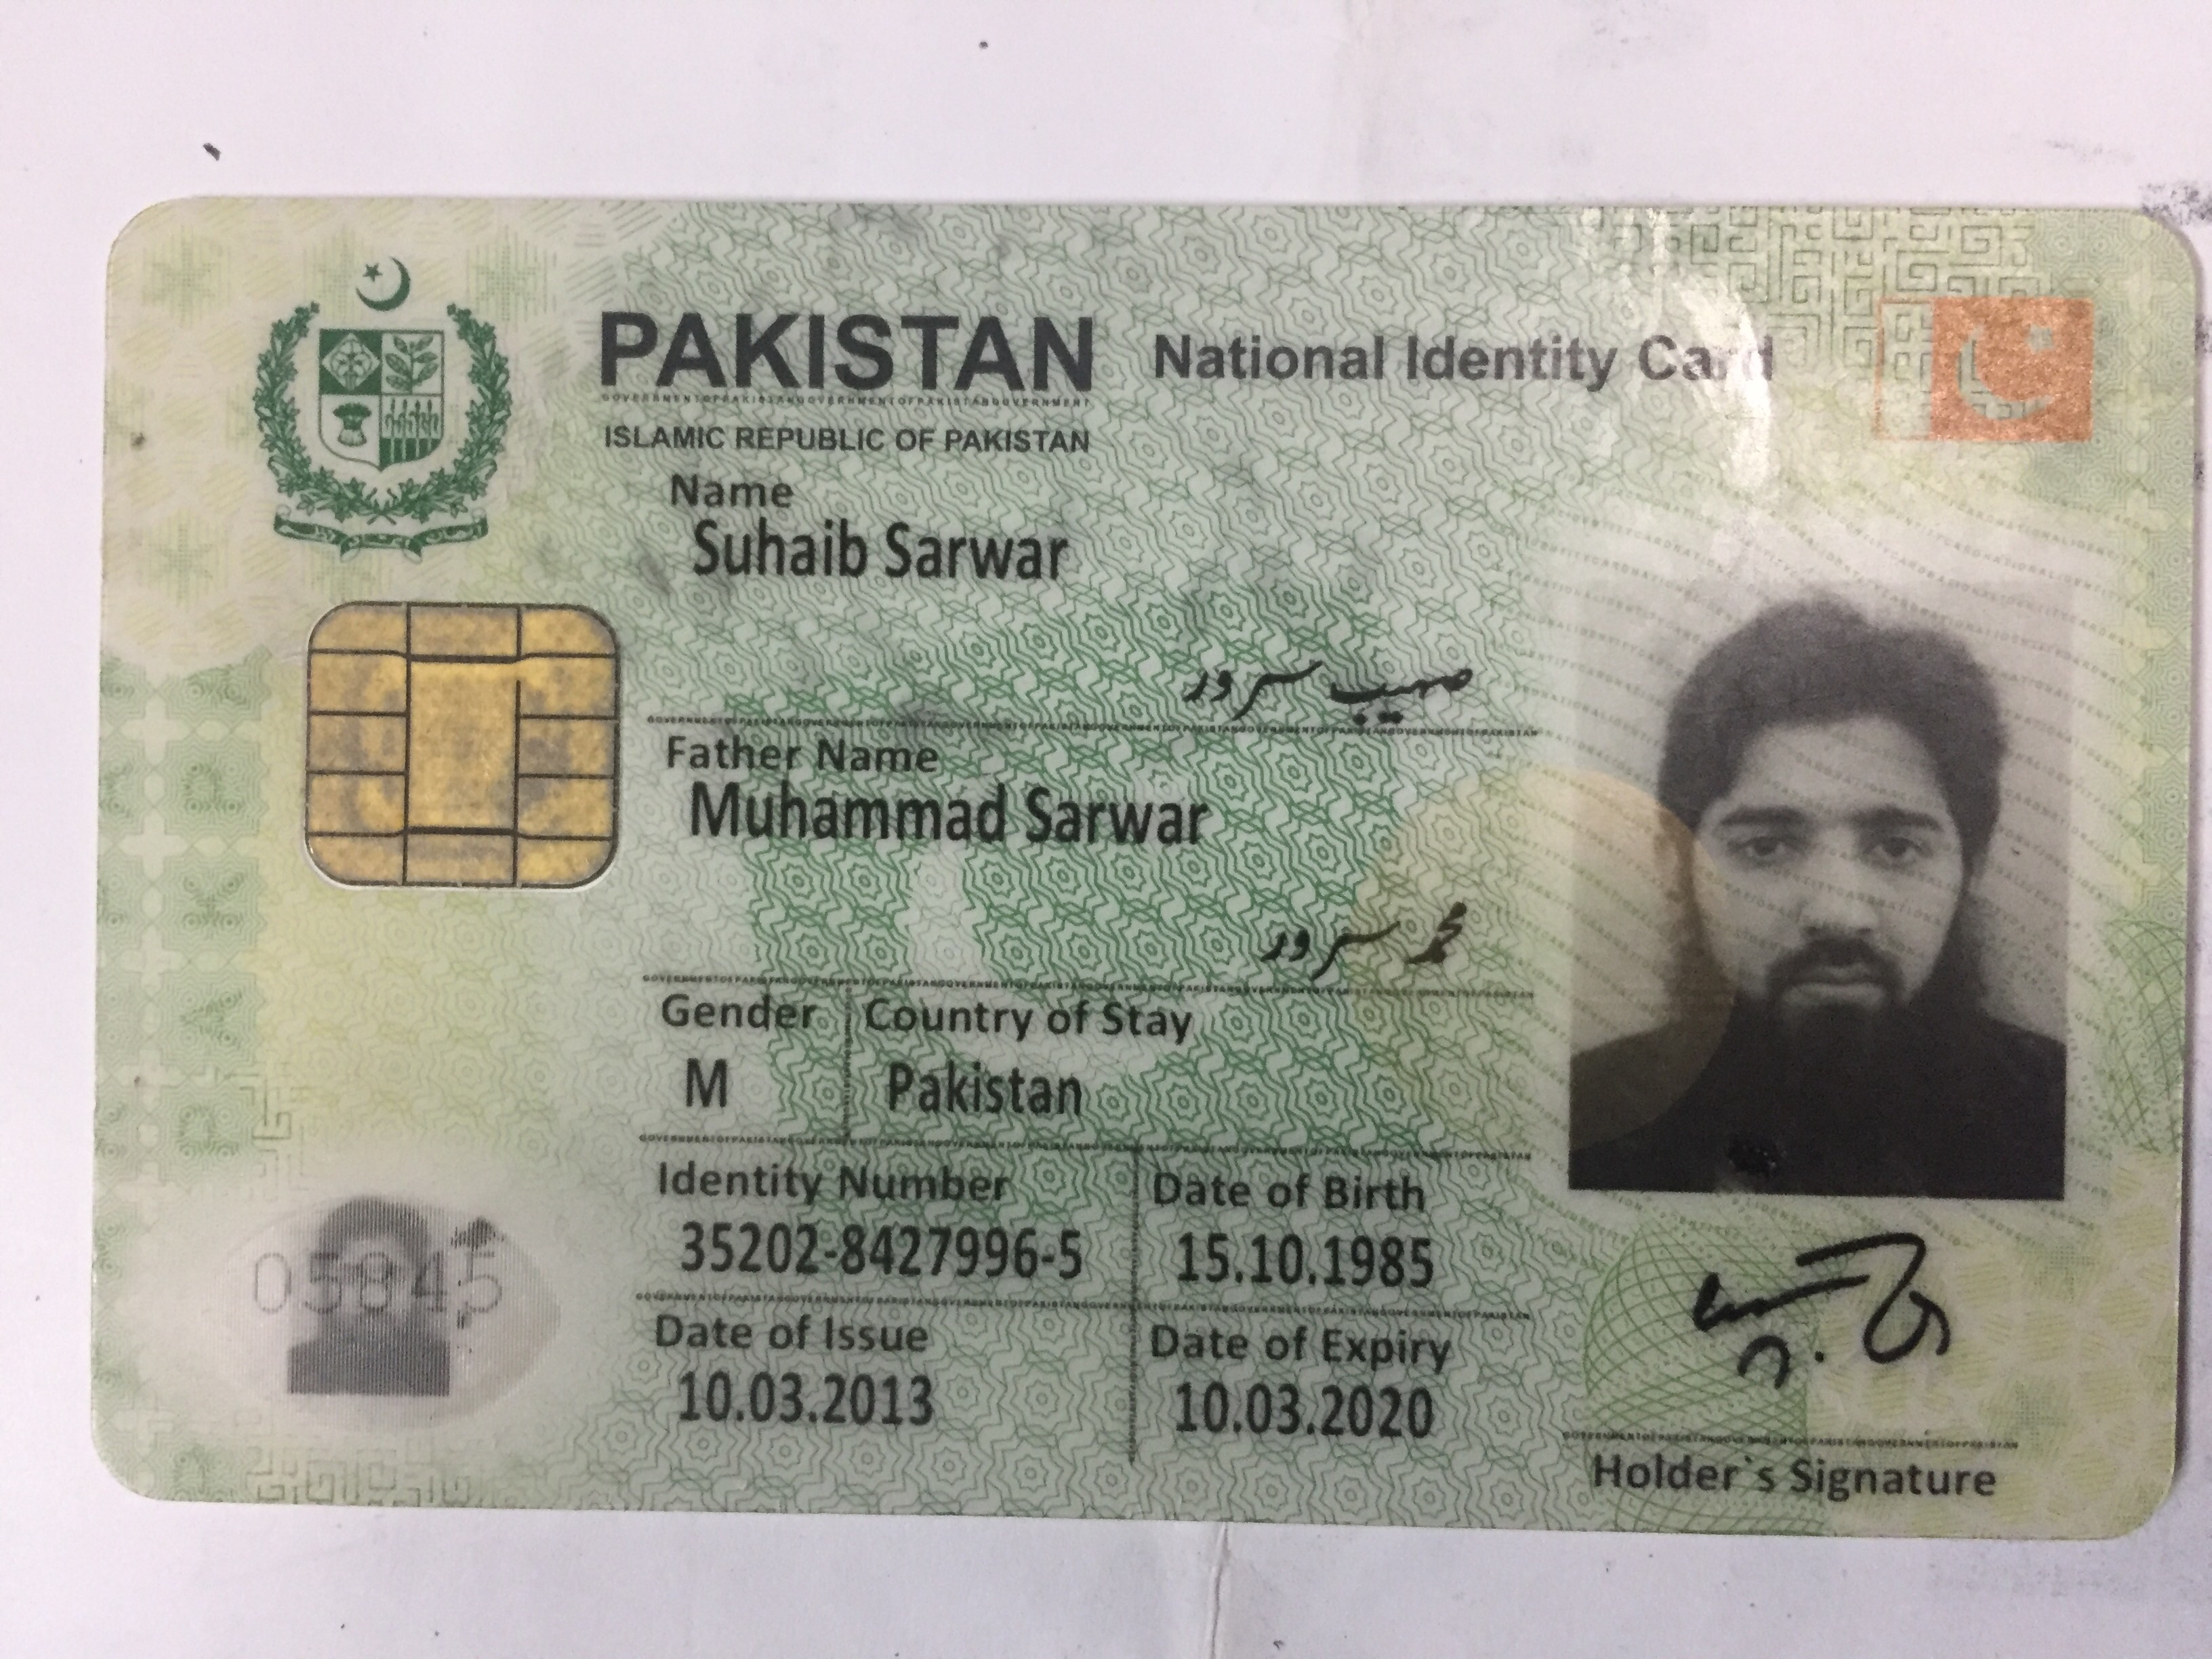 PAKISTAN National Identity Card
ISLAMIC REPUBLIC OF PAKISTAN
Name
Suhaib Sarwar
صہیب سرور
Father Name
Muhammad Sarwar
محمد سرور
Gender Country of Stay
M Pakistan
Identity Number Date of Birth
35202-8427996-5 15.10.1985
Date of Issue Date of Expiry
10.03.2013 10.03.2020
Holder's Signature
PAKPA